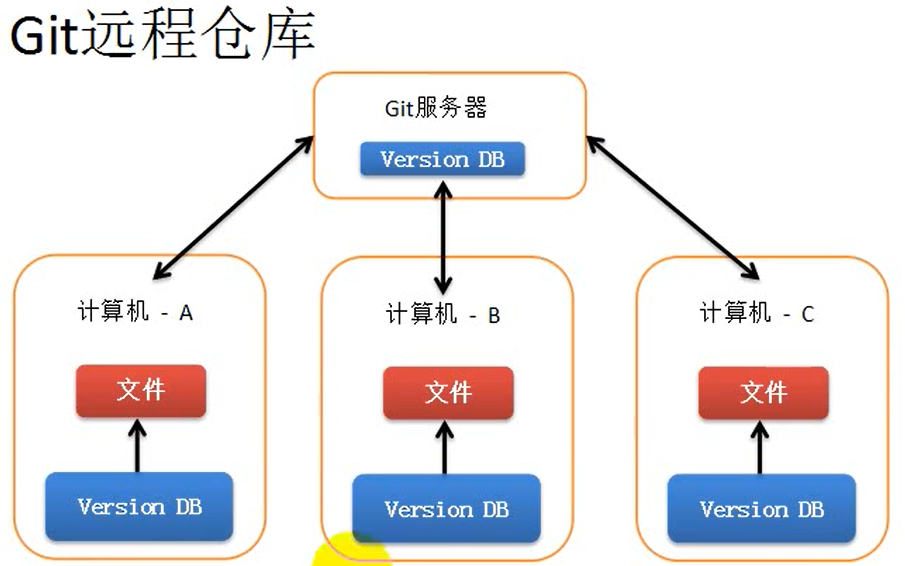 Git远程仓库
Git服务器
Version DB
计算机 - A
计算机 - B
计算机 - C
文件
文件
文件
Version DB
Version DB
Version DB